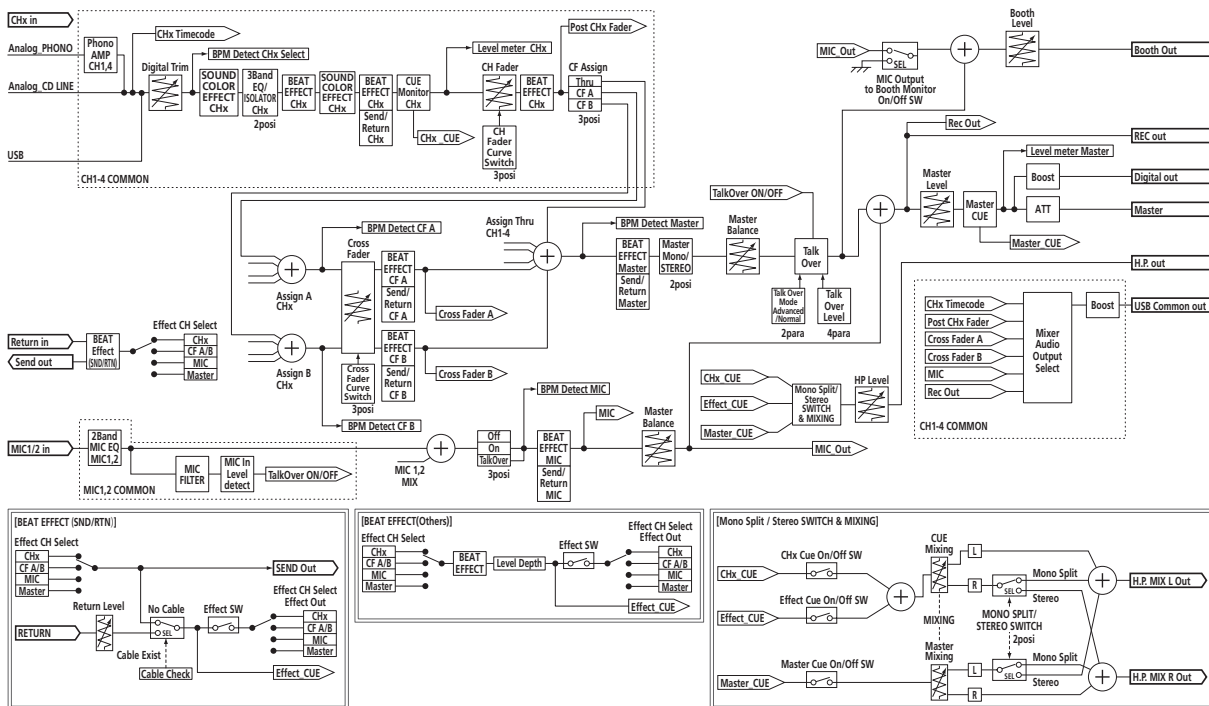 CHx in
Analog_PHONO
Phono
AMP
CH1,4
Analog_CD LINE
USB
CHx Timecode
BPM Detect CHx Select
Digital Trim
SOUND
COLOR
EFFECT
CHx
3Band
EQ/
ISOLATOR
CHx
2posi
BEAT
EFFECT
CHx
SOUND
COLOR
EFFECT
CHx
BEAT
EFFECT
CHx
Send/
Return
CHx
CUE
Monitor
CHx
CHx_CUE
Level meter_CHx
CH Fader
CH
Fader
Curve
Switch
3posi
BEAT
EFFECT
CHx
Post CHx Fader
CF Assign
Thru
CF A
CF B
3posi
CH1-4 COMMON
MIC_Out
SEL
MIC Output
to Booth Monitor
On/Off SW
Booth
Level
Booth Out
Rec Out
REC out
Level meter Master
Boost
Digital out
ATT
Master
Master
Level
Master
CUE
Master_CUE
H.P. out
TalkOver ON/OFF
Assign Thru
CH1-4
BPM Detect Master
BEAT
EFFECT
Master
Send/
Return
Master
Master
Mono/
STEREO
2posi
Master
Balance
Talk
Over
Talk Over
Mode
Advanced
/Normal
2para
Talk
Over
Level
4para
BPM Detect CF A
Cross
Fader
Assign A
CHx
BEAT
EFFECT
CF A
Send/
Return
CF A
Cross Fader A
Assign B
CHx
BEAT
EFFECT
CF B
Send/
Return
CF B
Cross Fader B
Cross
Fader
Curve
Switch
3posi
BPM Detect CF B
Return in
Send out
BEAT
Effect
(SND/RTN)
Effect CH Select
CHx
CF A/B
MIC
Master
MIC1/2 in
2Band
MIC EQ
MIC1,2
MIC
FILTER
MIC In
Level
detect
TalkOver ON/OFF
MIC1,2 COMMON
MIC 1,2
MIX
Off
On
TalkOver
3posi
BPM Detect MIC
BEAT
EFFECT
MIC
Send/
Return
MIC
MIC
Master
Balance
MIC_Out
CHx_CUE
Effect_CUE
Master_CUE
Mono Split/
Stereo
SWITCH
& MIXING
HP Level
CHx Timecode
Post CHx Fader
Cross Fader A
Cross Fader B
MIC
Rec Out
Mixer
Audio
Output
Select
Boost
USB Common out
CH1-4 COMMON
[BEAT EFFECT (SND/RTN)]
Effect CH Select
CHx
CF A/B
MIC
Master
SEND Out
Return Level
RETURN
No Cable
SEL
Cable Exist
Cable Check
Effect SW
Effect CH Select
Effect Out
CHx
CF A/B
MIC
Master
Effect_CUE
[BEAT EFFECT(Others)]
Effect CH Select
CHx
CF A/B
MIC
Master
BEAT
EFFECT
Level Depth
Effect SW
Effect CH Select
Effect Out
CHx
CF A/B
MIC
Master
Effect_CUE
[Mono Split / Stereo SWITCH & MIXING]
CHx Cue On/Off SW
CHx_CUE
Effect Cue On/Off SW
Effect_CUE
Master Cue On/Off SW
Master_CUE
CUE
Mixing
MIXING
Master
Mixing
L
R
SEL
Mono Split
Stereo
MONO SPLIT/
STEREO SWITCH
2posi
L
R
SEL
Mono Split
Stereo
H.P. MIX L Out
H.P. MIX R Out